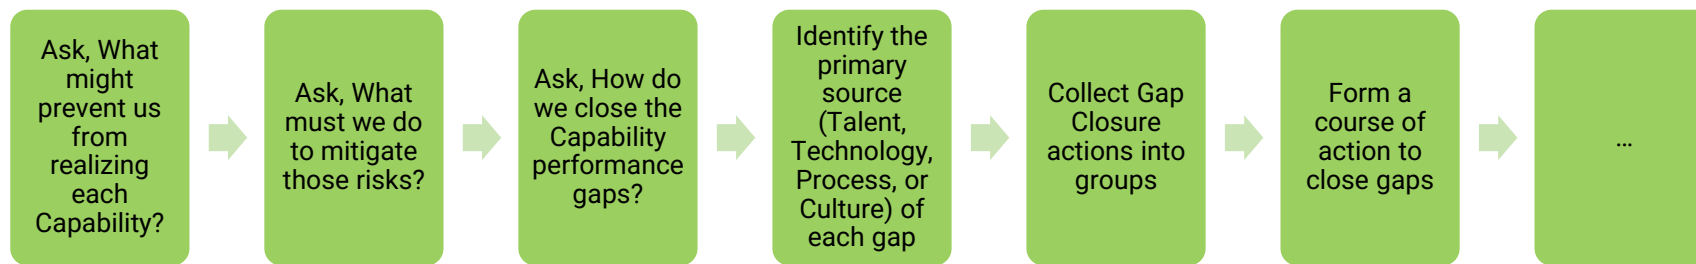 Ask, What
might
prevent us
from
realizing
each
Capability?
Ask, What
must we do
to mitigate
those risks?
Ask, How do
we close the
Capability
performance
gaps?
Identify the
primary
source
(Talent,
Technology,
Process, or
Culture) of
each gap
Collect Gap
Closure
actions into
groups
Form a
course of
action to
close gaps
...